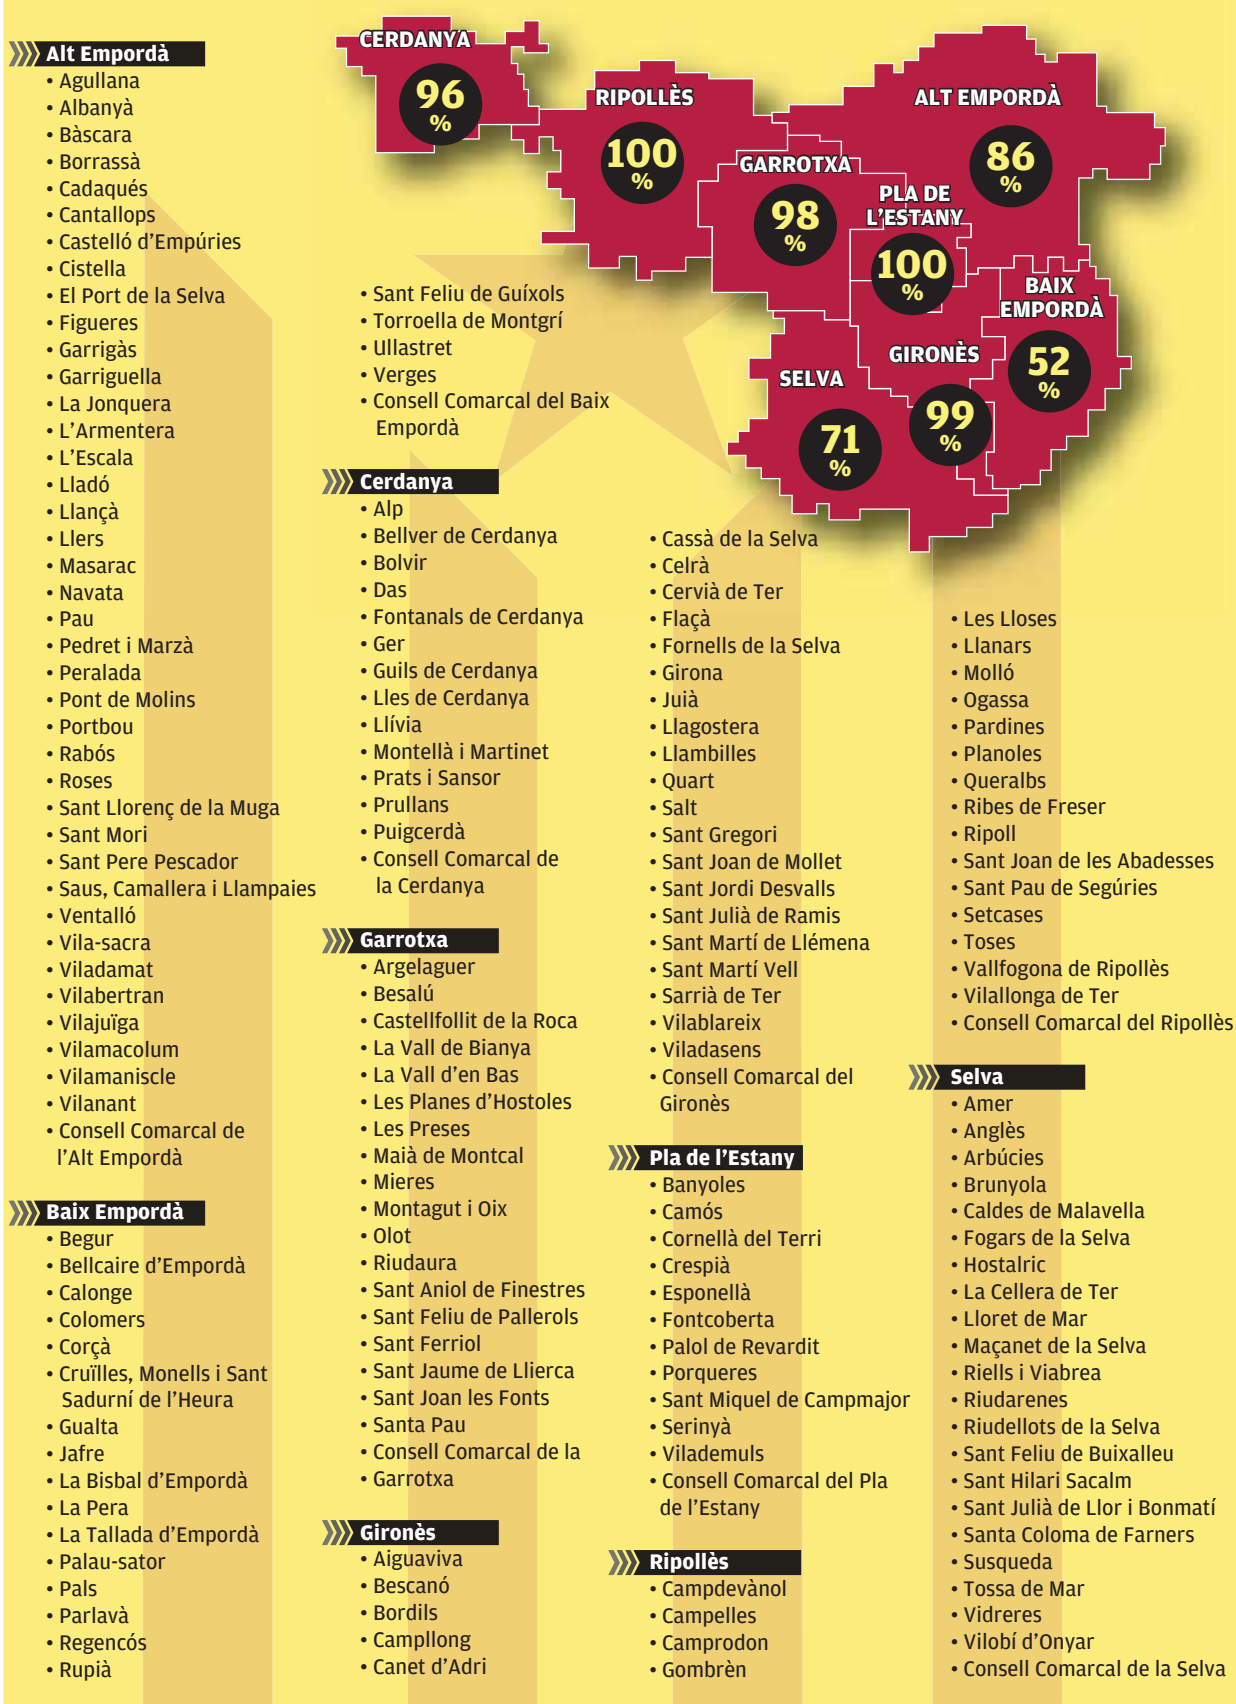 CERDANYA
96
%
RIPOLLÈS
100
%
GARROTXA
98
%
ALT EMPORDÀ
86
%
PLA DE
L'ESTANY
100
%
BAIX
EMPORDÀ
52
%
GIRONÈS
99
%
SELVA
71
%
Alt Empordà
• Agullana
• Albanyà
• Bàscara
• Borrassà
• Cadaqués
• Cantallops
• Castelló d'Empúries
• Cistella
• El Port de la Selva
• Figueres
• Garrigàs
• Garriguella
• La Jonquera
• L'Armentera
• L'Escala
• Lladó
• Llançà
• Llers
• Masarac
• Navata
• Pau
• Pedret i Marzà
• Peralada
• Pont de Molins
• Portbou
• Rabós
• Roses
• Sant Llorenç de la Muga
• Sant Mori
• Sant Pere Pescador
• Saus, Camallera i Llampaies
• Ventalló
• Vila-sacra
• Viladamat
• Vilabertran
• Vilajuïga
• Vilamacolum
• Vilamaniscle
• Vilanant
• Consell Comarcal de
l'Alt Empordà
Baix Empordà
• Begur
• Bellcaire d'Empordà
• Calonge
• Colomers
• Corçà
• Cruïlles, Monells i Sant
Sadurní de l'Heura
• Gualta
• Jafre
• La Bisbal d'Empordà
• La Pera
• La Tallada d'Empordà
• Palau-sator
• Pals
• Parlavà
• Regencós
• Rupià
• Sant Feliu de Guíxols
• Torroella de Montgrí
• Ullastret
• Verges
• Consell Comarcal del Baix
Empordà
Cerdanya
• Alp
• Bellver de Cerdanya
• Bolvir
• Das
• Fontanals de Cerdanya
• Ger
• Guils de Cerdanya
• Lles de Cerdanya
• Llívia
• Montellà i Martinet
• Prats i Sansor
• Prullans
• Puigcerdà
• Consell Comarcal de
la Cerdanya
Garrotxa
• Argelaguer
• Besalú
• Castellfollit de la Roca
• La Vall de Bianya
• La Vall d'en Bas
• Les Planes d'Hostoles
• Les Preses
• Maià de Montcal
• Mieres
• Montagut i Oix
• Olot
• Riudaura
• Sant Aniol de Finestres
• Sant Feliu de Pallerols
• Sant Ferriol
• Sant Jaume de Llierca
• Sant Joan les Fonts
• Santa Pau
• Consell Comarcal de la
• Garrotxa
Gironès
• Aiguaviva
• Bescanó
• Bordils
• Campllong
• Canet d'Adri
• Cassà de la Selva
• Celrà
• Cervià de Ter
• Flaçà
• Fornells de la Selva
• Girona
• Juià
• Llagostera
• Llambilles
• Quart
• Salt
• Sant Gregori
• Sant Joan de Mollet
• Sant Jordi Desvalls
• Sant Julià de Ramis
• Sant Martí de Llémena
• Sant Martí Vell
• Sarrià de Ter
• Vilablareix
• Viladasens
• Consell Comarcal del
Gironès
Pla de l'Estany
• Banyoles
• Camós
• Cornellà del Terri
• Crespià
• Esponellà
• Fontcoberta
• Palol de Revardit
• Porqueres
• Sant Miquel de Campmajor
• Serinyà
• Vilademuls
• Consell Comarcal del Pla
de l'Estany
Ripollès
• Campdevànol
• Campelles
• Camprodon
• Gombrèn
• Les Lloses
• Llanars
• Molló
• Ogassa
• Pardines
• Planoles
• Queralbs
• Ribes de Freser
• Ripoll
• Sant Joan de les Abadesses
• Sant Pau de Segúries
• Setcases
• Toses
• Vallfogona de Ripollès
• Vilallonga de Ter
• Consell Comarcal del Ripollès
Selva
• Amer
• Anglès
• Arbúcies
• Brunyola
• Caldes de Malavella
• Fogars de la Selva
• Hostalric
• La Cellera de Ter
• Lloret de Mar
• Maçanet de la Selva
• Riells i Viabrea
• Riudarenes
• Riudellots de la Selva
• Sant Feliu de Buixalleu
• Sant Hilari Sacalm
• Sant Julià de Llor i Bonmatí
• Santa Coloma de Farners
• Susqueda
• Tossa de Mar
• Vidreres
• Vilobí d'Onyar
• Consell Comarcal de la Selva